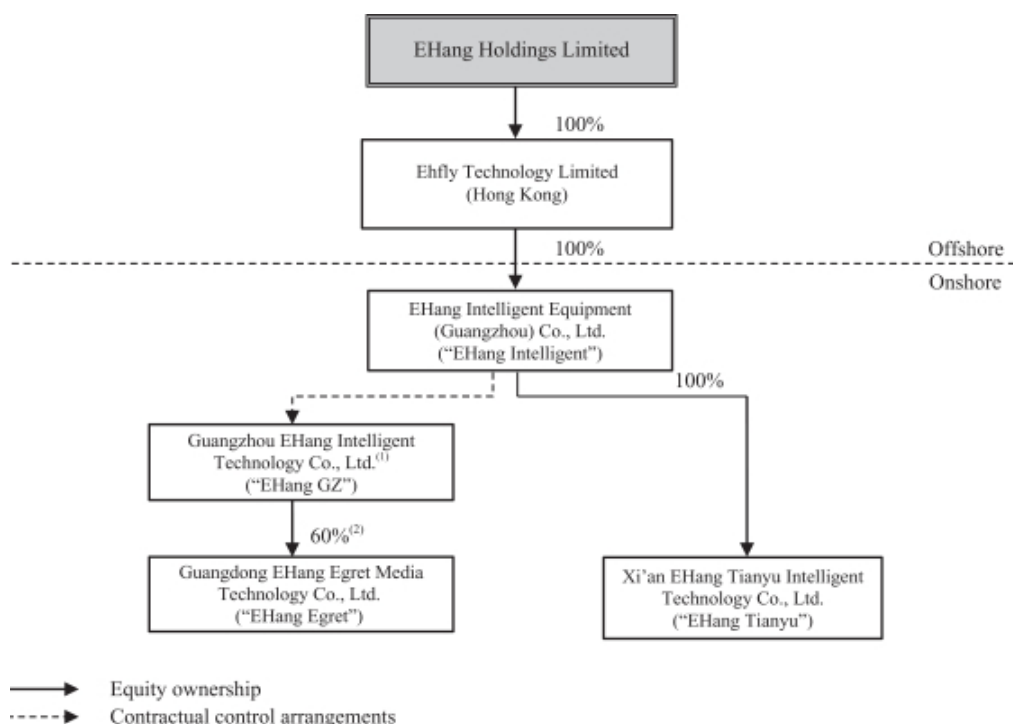 EHang Holdings Limited
100%
Ehfly Technology Limited
(Hong Kong)
100%
Offshore
Onshore
EHang Intelligent Equipment
(Guangzhou) Co., Ltd.
(“EHang Intelligent”)
100%
Guangzhou EHang Intelligent
Technology Co., Ltd.(1)
(“EHang GZ”)
60%(2)
Guangdong EHang Egret Media
Technology Co., Ltd.
(“EHang Egret”)
Xi’an EHang Tianyu Intelligent
Technology Co., Ltd.
(“EHang Tianyu”)
Equity ownership
Contractual control arrangements